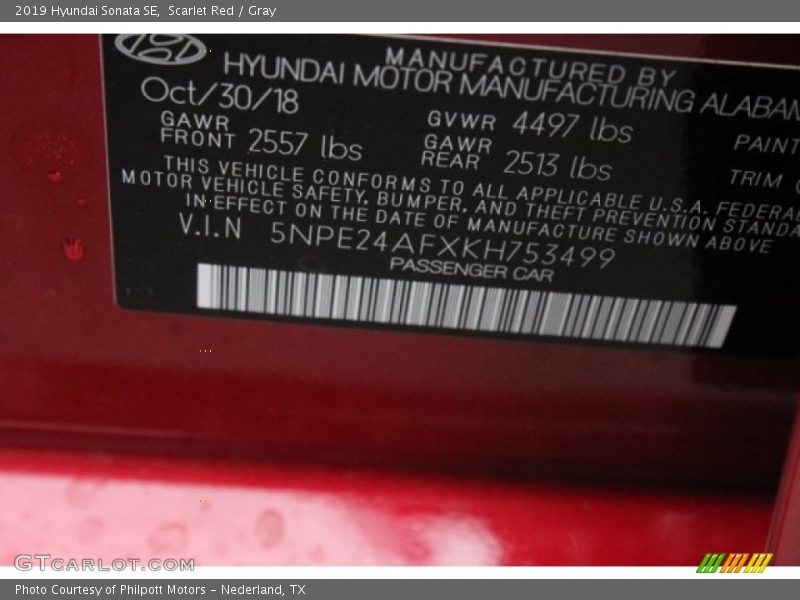 2019 Hyundai Sonata SE, Scarlet Red / Gray
MANUFACTURED BY
HYUNDAI MOTOR MANUFACTURING
Oct/30/18
GAWR FRONT 2557 lbs
GVWR 4497 lbs
GAWR REAR 2513 lbs
PAINT
TRIM
THIS VEHICLE CONFORMS TO ALL APPLICABLE U.S.A.
MOTOR VEHICLE SAFETY, BUMPER, AND THEFT PREVENTION
IN EFFECT ON THE DATE OF MANUFACTURE SHOWN ABOVE
V.I.N 5NPE24AFXKH753499
PASSENGER CAR
GTCARLOT.COM
Photo Courtesy of Philpott Motors - Nederland, TX